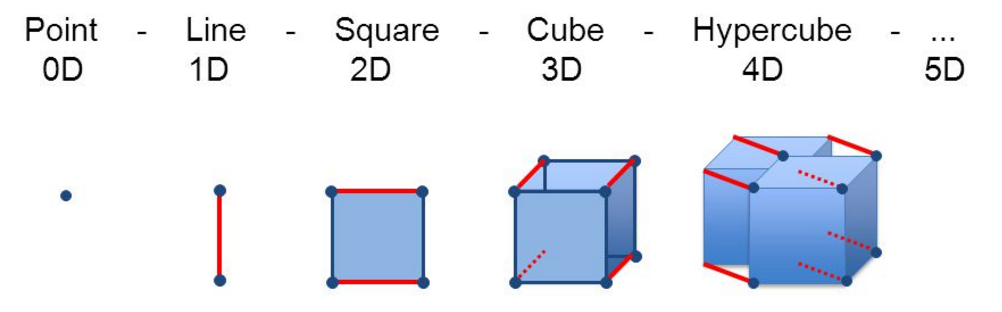 Point - Line - Square - Cube - Hypercube - ...
0D 1D 2D 3D 4D 5D